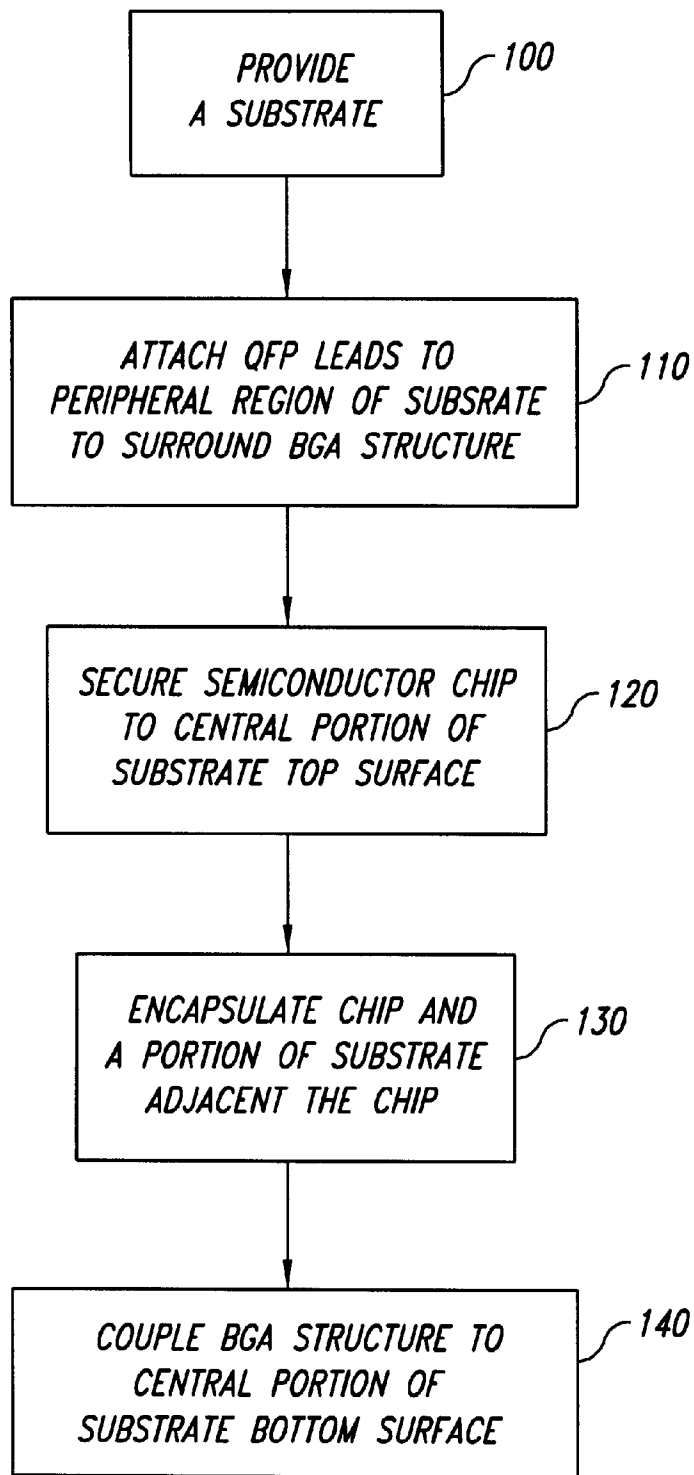 PROVIDE
A SUBSTRATE
100
ATTACH QFP LEADS TO
PERIPHERAL REGION OF SUBSRATE
TO SURROUND BGA STRUCTURE
110
SECURE SEMICONDUCTOR CHIP
TO CENTRAL PORTION OF
SUBSTRATE TOP SURFACE
120
ENCAPSULATE CHIP AND
A PORTION OF SUBSTRATE
ADJACENT THE CHIP
130
COUPLE BGA STRUCTURE TO
CENTRAL PORTION OF
SUBSTRATE BOTTOM SURFACE
140